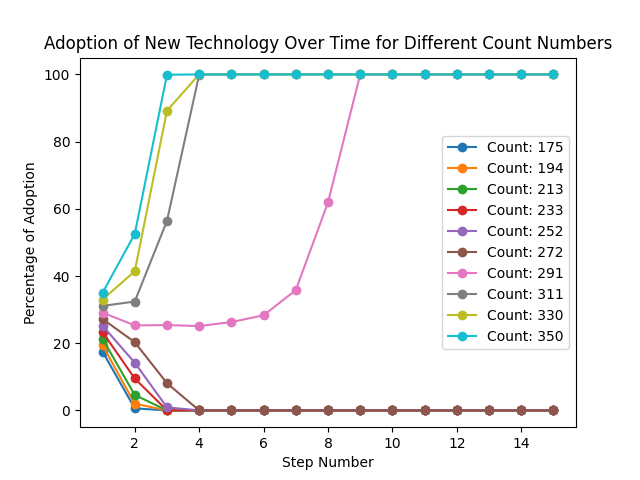 Adoption of New Technology Over Time for Different Count Numbers
100
80
60
40
20
0
Percentage of Adoption
Count: 175
Count: 194
Count: 213
Count: 233
Count: 252
Count: 272
Count: 291
Count: 311
Count: 330
Count: 350
2 4 6 8 10 12 14
Step Number